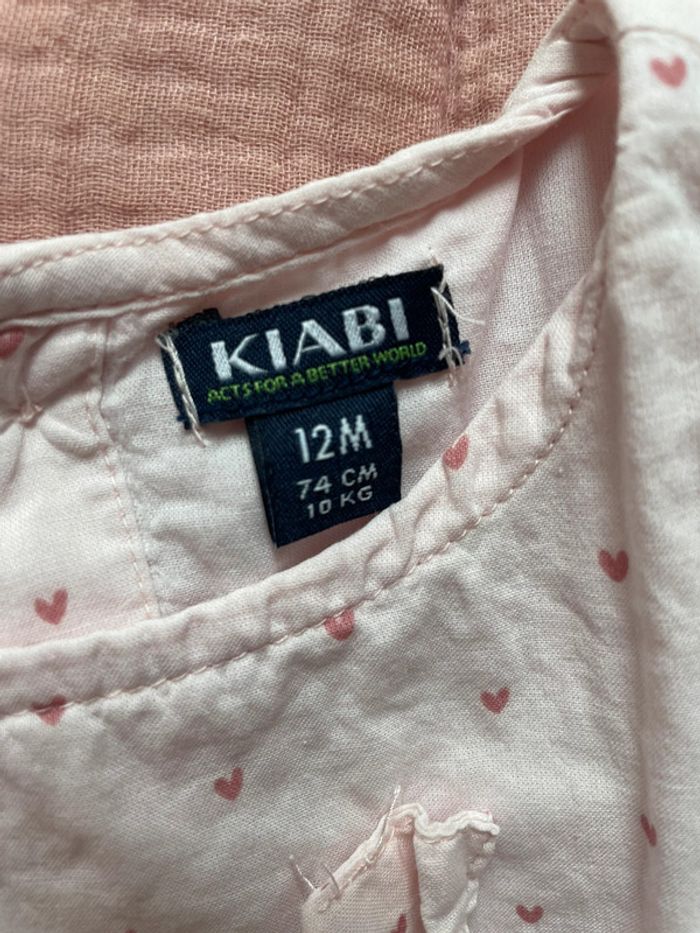 KIABI
ACTS FOR A BETTER WORLD
12M
74 CM
10 KG